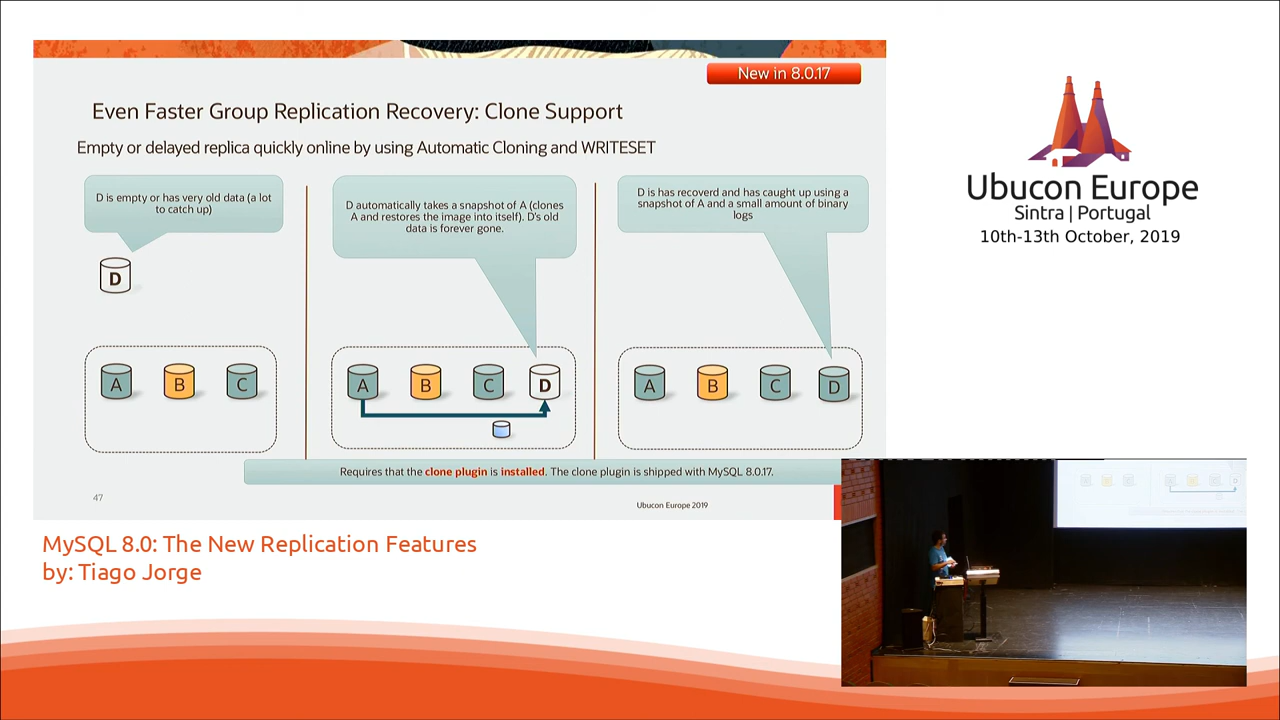 New in 8.0.17
Even Faster Group Replication Recovery: Clone Support
Empty or delayed replica quickly online by using Automatic Cloning and WRITESET
D is empty or has very old data (a lot
to catch up)
D automatically takes a snapshot of A (clones
A and restores the image into itself). D's old
data is forever gone.
D is has recoverd and has caught up using a
snapshot of A and a small amount of binary
logs
D
A B C
A B C D
A B C D
Requires that the clone plugin is installed. The clone plugin is shipped with MySQL 8.0.17.
47
Ubucon Europe 2019
Ubucon Europe
Sintra | Portugal
10th-13th October, 2019
MySQL 8.0: The New Replication Features
by: Tiago Jorge